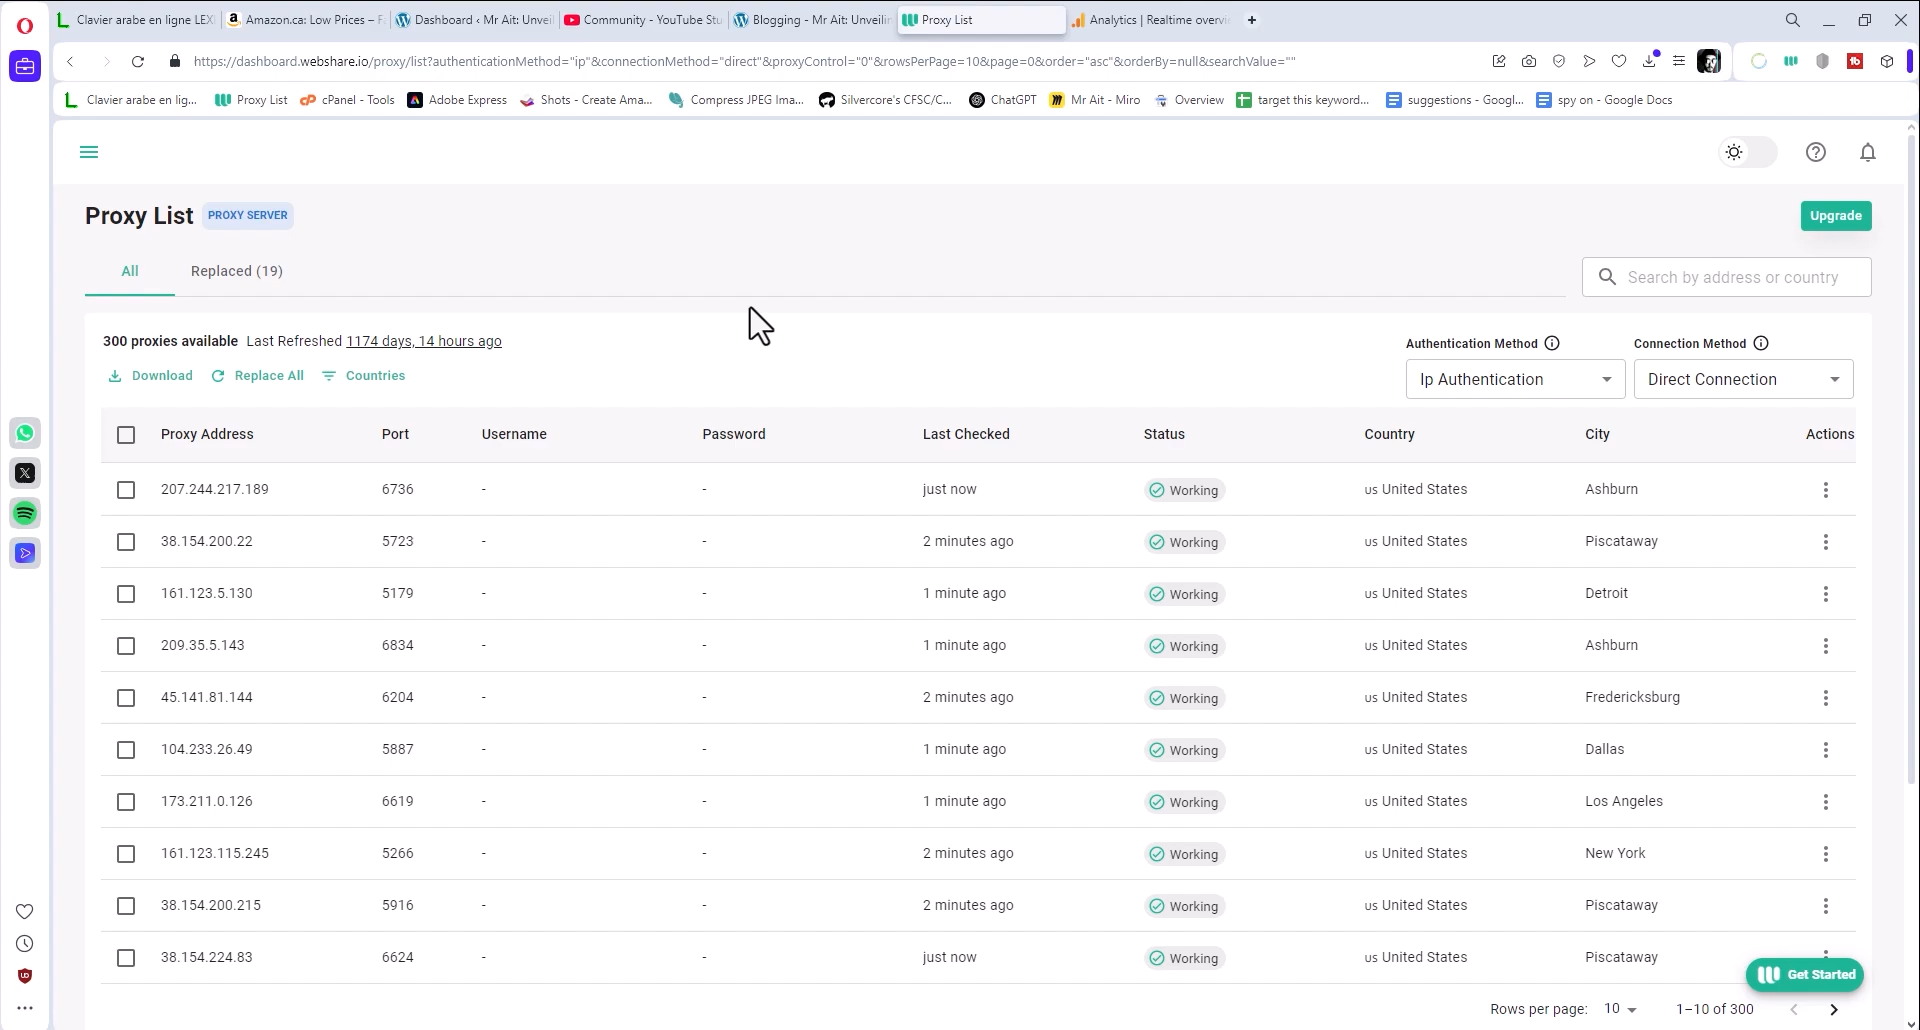 Clavier arabe en ligne LEX
Amazon.ca: Low Prices – F
Dashboard ‹ Mr Ait: Unveil
Community - YouTube Stu
Blogging - Mr Ait: Unveilin
Proxy List
Analytics | Realtime overvi
https://dashboard.webshare.io/proxy/list?authenticationMethod="ip"&connectionMethod="direct"&proxyControl="0"&rowsPerPage=10&page=0&order="asc"&orderBy=null&searchValue=""
Clavier arabe en lig...
Proxy List
cPanel - Tools
Adobe Express
Shots - Create Ama...
Compress JPEG Ima...
Silvercore's CFSC/C...
ChatGPT
Mr Ait - Miro
Overview
target this keyword...
suggestions - Googl...
spy on - Google Docs
Proxy List PROXY SERVER
Upgrade
All
Replaced (19)
Search by address or country
300 proxies available Last Refreshed 1174 days, 14 hours ago
Authentication Method
Connection Method
Download
Replace All
Countries
Ip Authentication
Direct Connection
Proxy Address Port Username Password Last Checked Status Country City Actions
207.244.217.189 6736 - - just now Working us United States Ashburn
38.154.200.22 5723 - - 2 minutes ago Working us United States Piscataway
161.123.5.130 5179 - - 1 minute ago Working us United States Detroit
209.35.5.143 6834 - - 1 minute ago Working us United States Ashburn
45.141.81.144 6204 - - 2 minutes ago Working us United States Fredericksburg
104.233.26.49 5887 - - 1 minute ago Working us United States Dallas
173.211.0.126 6619 - - 1 minute ago Working us United States Los Angeles
161.123.115.245 5266 - - 2 minutes ago Working us United States New York
38.154.200.215 5916 - - 2 minutes ago Working us United States Piscataway
38.154.224.83 6624 - - just now Working us United States Piscataway
Get Started
Rows per page: 10 1–10 of 300